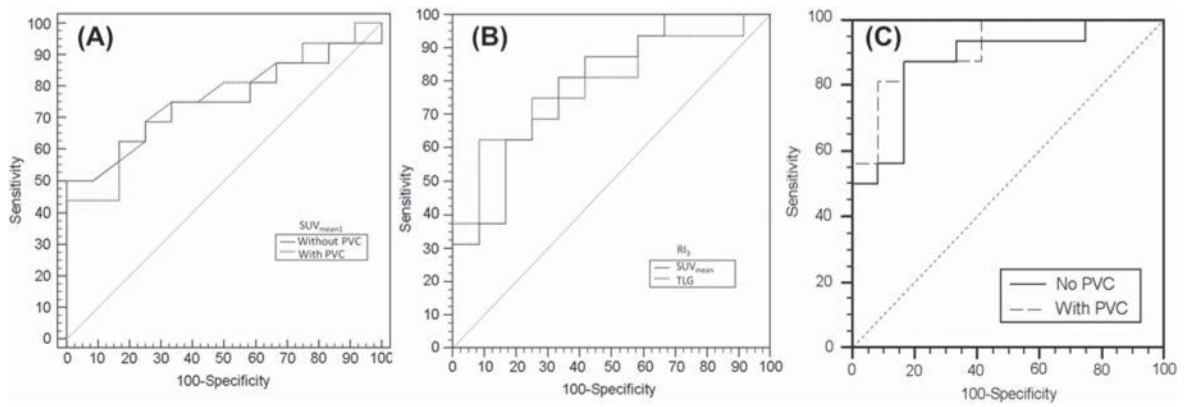 (A)
100
90
80
70
60
50
40
30
20
10
0
Sensitivity
SUVmean1
Without PVC
With PVC
0 10 20 30 40 50 60 70 80 90 100
100-Specificity
(B)
100
90
80
70
60
50
40
30
20
10
0
Sensitivity
RI3
SUVmean
TLG
0 10 20 30 40 50 60 70 80 90 100
100-Specificity
(C)
100
80
60
40
20
0
Sensitivity
No PVC
With PVC
0 20 40 60 80 100
100-Specificity